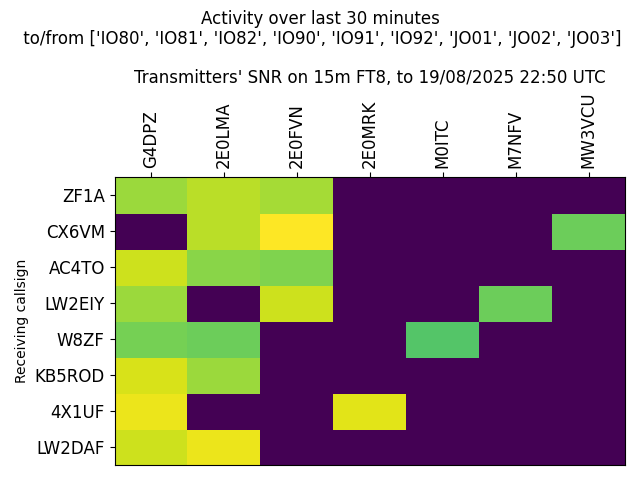 Activity over last 30 minutes
to/from ['IO80', 'IO81', 'IO82', 'IO90', 'IO91', 'IO92', 'JO01', 'JO02', 'JO03']
Transmitters' SNR on 15m FT8, to 19/08/2025 22:50 UTC
G4DPZ
2E0LMA
2E0FVN
2E0MRK
M0ITC
M7NFV
MW3VCU
Receiving callsign
ZF1A
CX6VM
AC4TO
LW2EIY
W8ZF
KB5ROD
4X1UF
LW2DAF